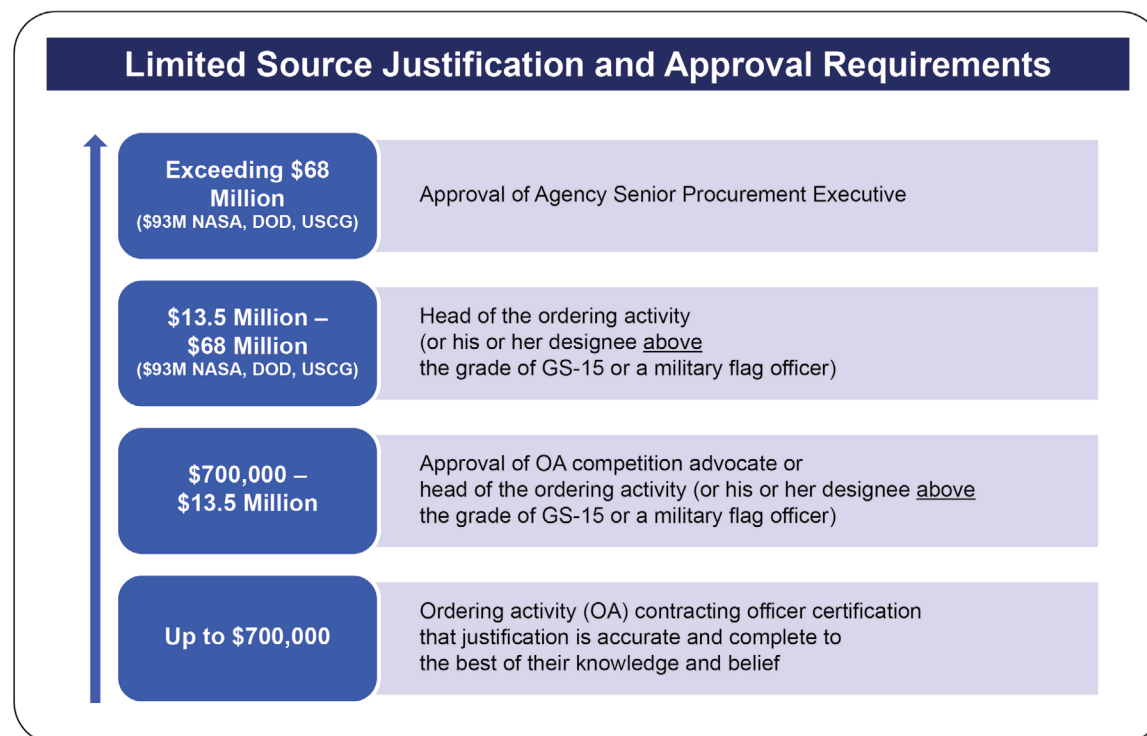 Limited Source Justification and Approval Requirements
Exceeding $68
Million
($93M NASA, DOD, USCG)
Approval of Agency Senior Procurement Executive
$13.5 Million –
$68 Million
($93M NASA, DOD, USCG)
Head of the ordering activity
(or his or her designee above
the grade of GS-15 or a military flag officer)
$700,000 –
$13.5 Million
Approval of OA competition advocate or
head of the ordering activity (or his or her designee above
the grade of GS-15 or a military flag officer)
Up to $700,000
Ordering activity (OA) contracting officer certification
that justification is accurate and complete to
the best of their knowledge and belief